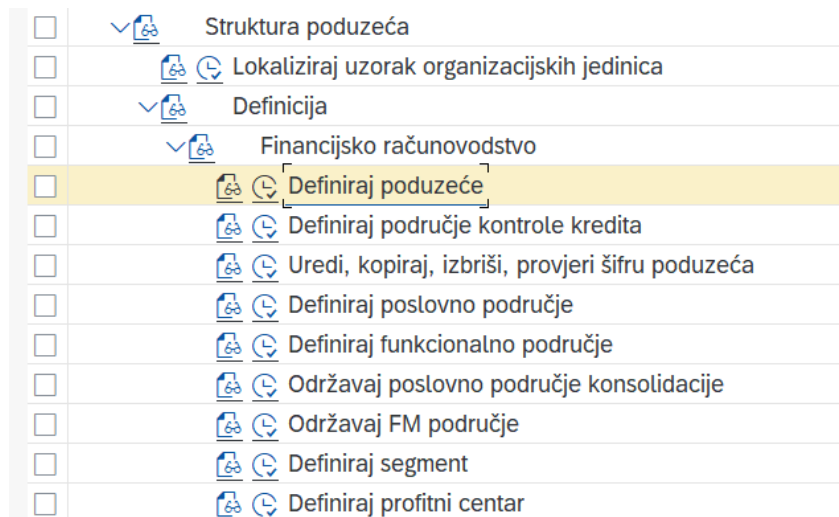 Struktura poduzeća
Lokaliziraj uzorak organizacijskih jedinica
Definicija
Financijsko računovodstvo
Definiraj poduzeće
Definiraj područje kontrole kredita
Uredi, kopiraj, izbriši, provjeri šifru poduzeća
Definiraj poslovno područje
Definiraj funkcionalno područje
Održavaj poslovno područje konsolidacije
Održavaj FM područje
Definiraj segment
Definiraj profitni centar